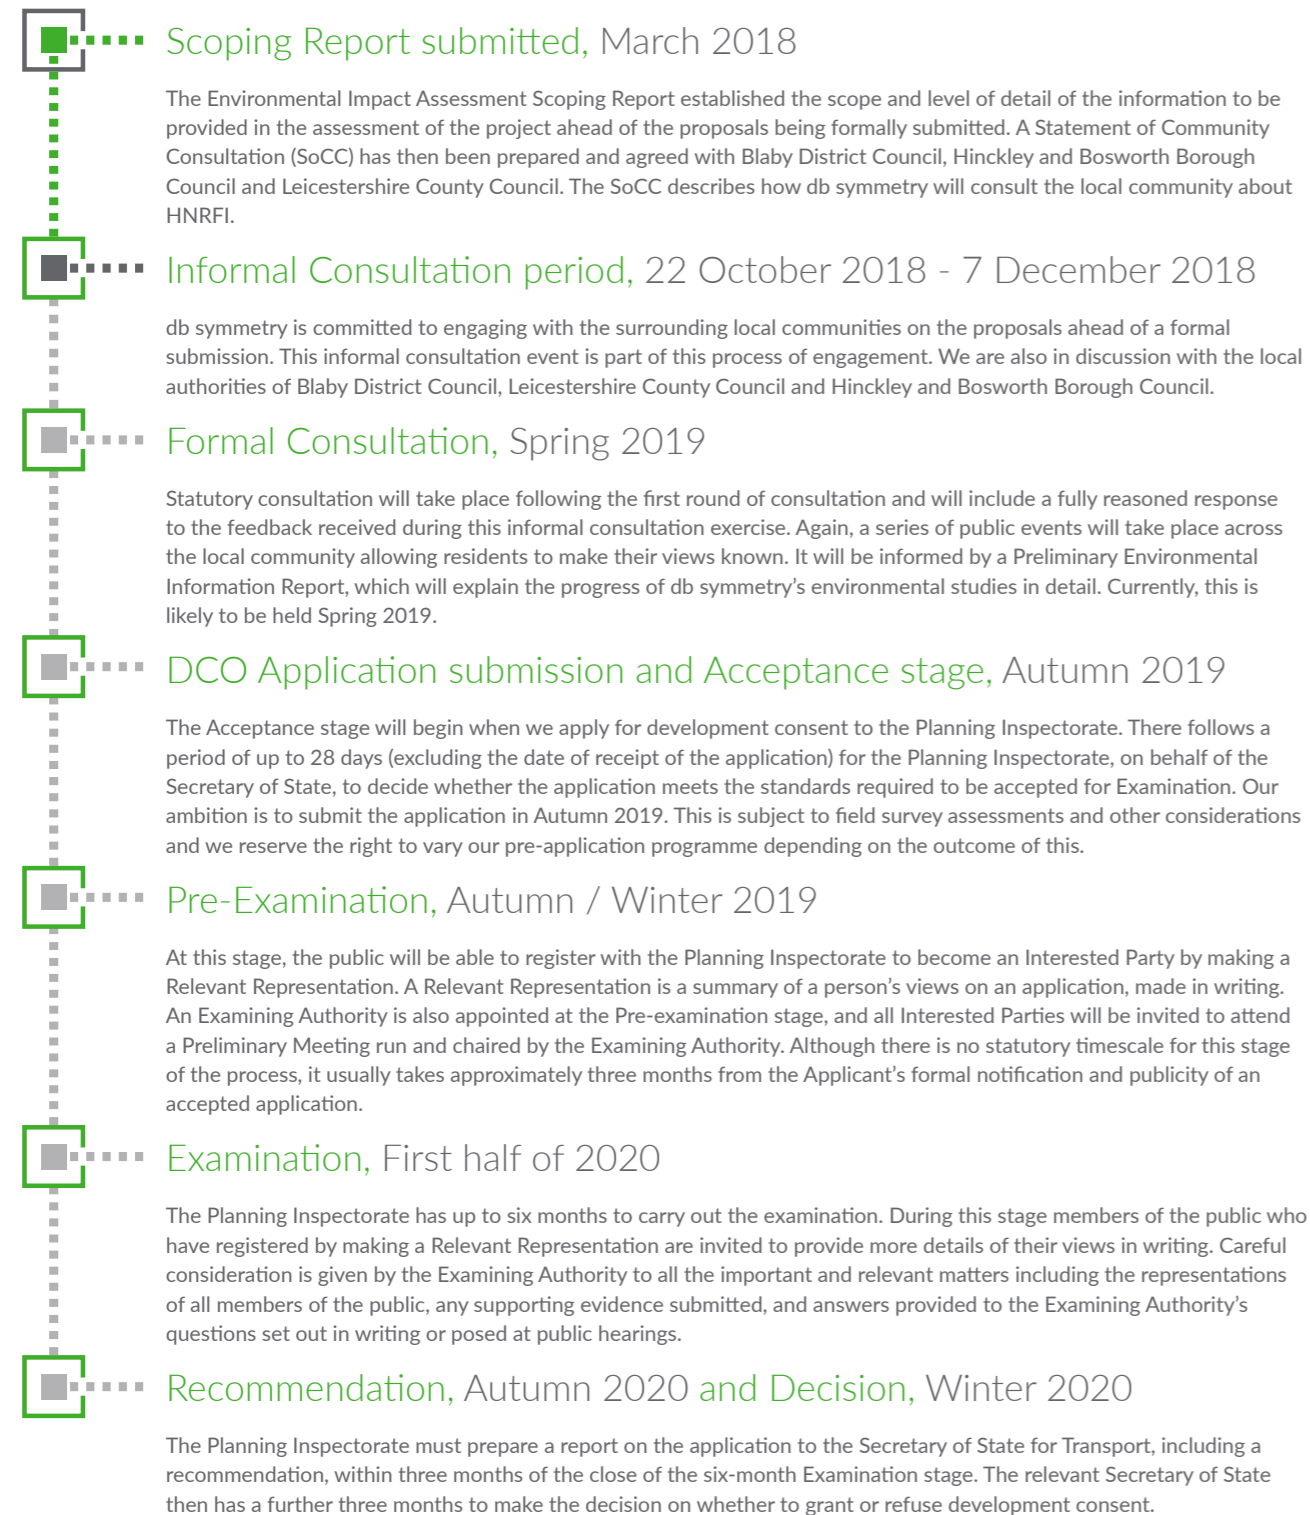 Scoping Report submitted, March 2018
The Environmental Impact Assessment Scoping Report established the scope and level of detail of the information to be
provided in the assessment of the project ahead of the proposals being formally submitted. A Statement of Community
Consultation (SoCC) has then been prepared and agreed with Blaby District Council, Hinckley and Bosworth Borough
Council and Leicestershire County Council. The SoCC describes how db symmetry will consult the local community about
HNRFI.
Informal Consultation period, 22 October 2018 - 7 December 2018
db symmetry is committed to engaging with the surrounding local communities on the proposals ahead of a formal
submission. This informal consultation event is part of this process of engagement. We are also in discussion with the local
authorities of Blaby District Council, Leicestershire County Council and Hinckley and Bosworth Borough Council.
Formal Consultation, Spring 2019
Statutory consultation will take place following the first round of consultation and will include a fully reasoned response
to the feedback received during this informal consultation exercise. Again, a series of public events will take place across
the local community allowing residents to make their views known. It will be informed by a Preliminary Environmental
Information Report, which will explain the progress of db symmetry's environmental studies in detail. Currently, this is
likely to be held Spring 2019.
DCO Application submission and Acceptance stage, Autumn 2019
The Acceptance stage will begin when we apply for development consent to the Planning Inspectorate. There follows a
period of up to 28 days (excluding the date of receipt of the application) for the Planning Inspectorate, on behalf of the
Secretary of State, to decide whether the application meets the standards required to be accepted for Examination. Our
ambition is to submit the application in Autumn 2019. This is subject to field survey assessments and other considerations
and we reserve the right to vary our pre-application programme depending on the outcome of this.
Pre-Examination, Autumn / Winter 2019
At this stage, the public will be able to register with the Planning Inspectorate to become an Interested Party by making a
Relevant Representation. A Relevant Representation is a summary of a person's views on an application, made in writing.
An Examining Authority is also appointed at the Pre-examination stage, and all Interested Parties will be invited to attend
a Preliminary Meeting run and chaired by the Examining Authority. Although there is no statutory timescale for this stage
of the process, it usually takes approximately three months from the Applicant's formal notification and publicity of an
accepted application.
Examination, First half of 2020
The Planning Inspectorate has up to six months to carry out the examination. During this stage members of the public who
have registered by making a Relevant Representation are invited to provide more details of their views in writing. Careful
consideration is given by the Examining Authority to all the important and relevant matters including the representations
of all members of the public, any supporting evidence submitted, and answers provided to the Examining Authority's
questions set out in writing or posed at public hearings.
Recommendation, Autumn 2020 and Decision, Winter 2020
The Planning Inspectorate must prepare a report on the application to the Secretary of State for Transport, including a
recommendation, within three months of the close of the six-month Examination stage. The relevant Secretary of State
then has a further three months to make the decision on whether to grant or refuse development consent.